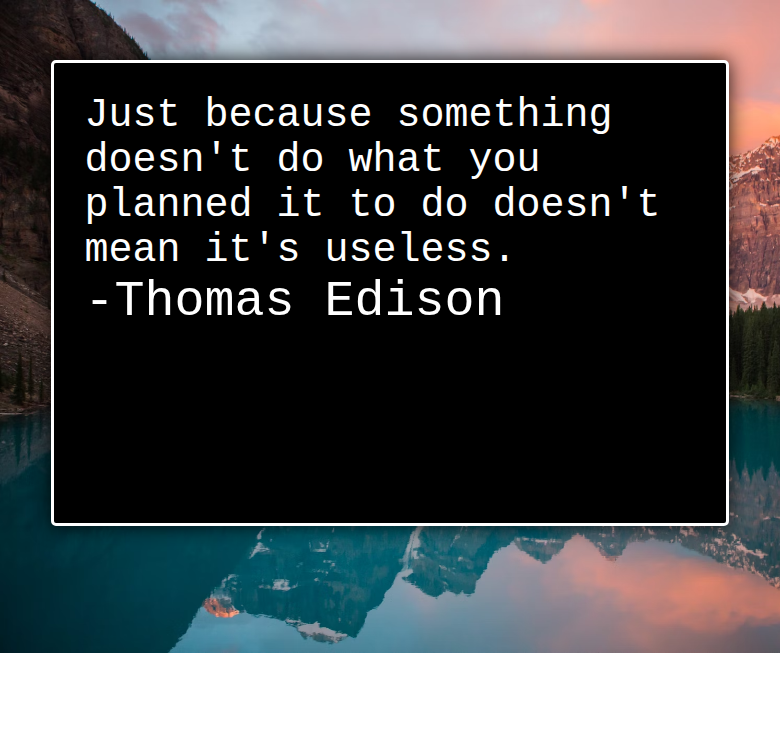 Just because something
doesn't do what you
planned it to do doesn't
mean it's useless.
-Thomas Edison